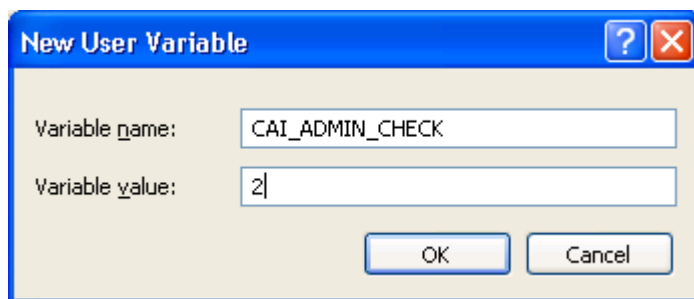 New User Variable
Variable name: CAI_ADMIN_CHECK
Variable value: 2
OK Cancel